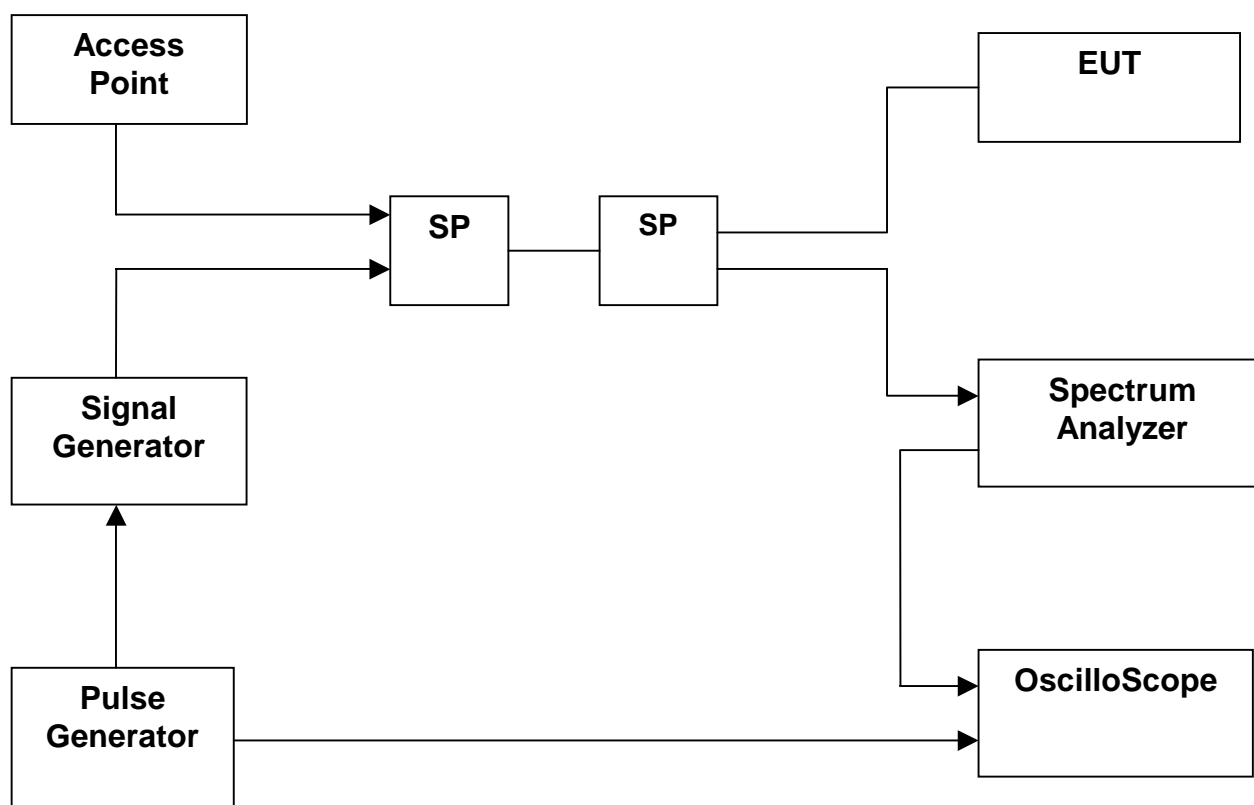 Access
Point
EUT
SP
SP
Signal
Generator
Spectrum
Analyzer
Pulse
Generator
OscilloScope